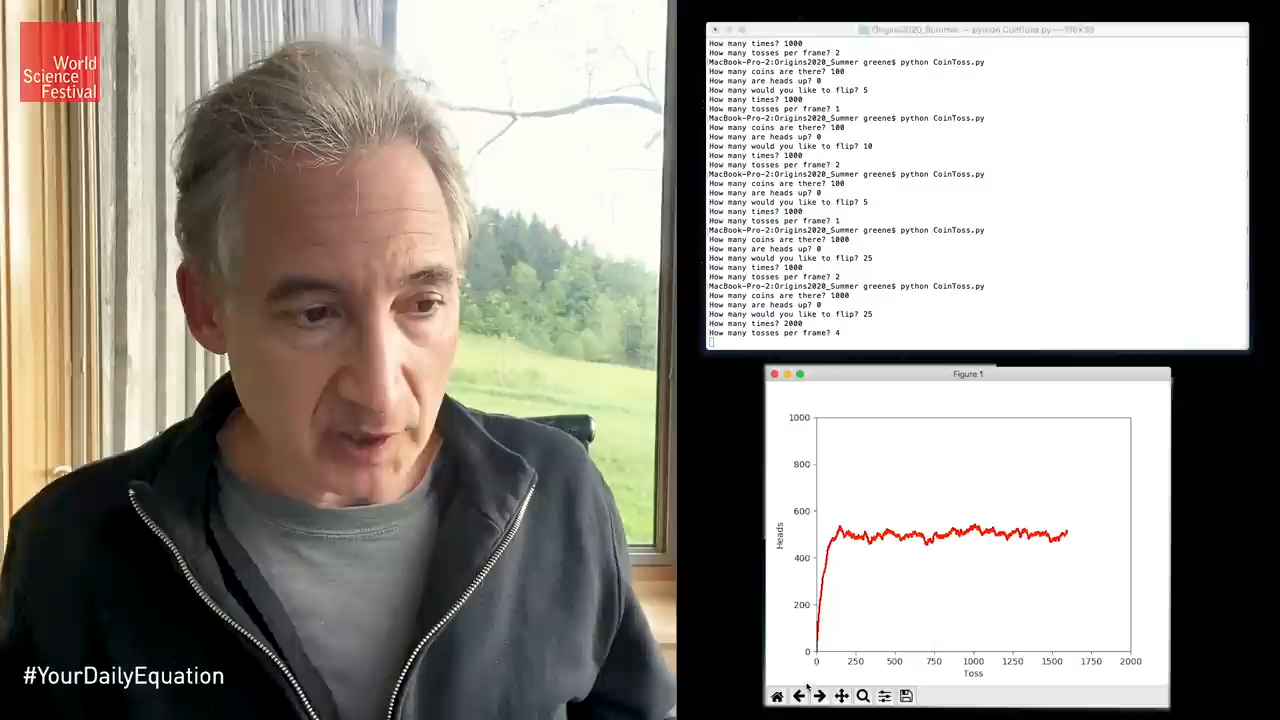 World
Science
Festival
#YourDailyEquation
Origins2020_Summer — python CoinToss.py —
How many times? 1000
How many tosses per frame? 2
MacBook-Pro-2:Origins2020_Summer greene$ python CoinToss.py
How many coins are there? 100
How many are heads up? 0
How many would you like to flip? 5
How many times? 1000
How many tosses per frame? 1
MacBook-Pro-2:Origins2020_Summer greene$ python CoinToss.py
How many coins are there? 100
How many are heads up? 0
How many would you like to flip? 10
How many times? 1000
How many tosses per frame? 2
MacBook-Pro-2:Origins2020_Summer greene$ python CoinToss.py
How many coins are there? 100
How many are heads up? 0
How many would you like to flip? 5
How many times? 1000
How many tosses per frame? 1
MacBook-Pro-2:Origins2020_Summer greene$ python CoinToss.py
How many coins are there? 1000
How many are heads up? 0
How many would you like to flip? 25
How many times? 1000
How many tosses per frame? 2
MacBook-Pro-2:Origins2020_Summer greene$ python CoinToss.py
How many coins are there? 1000
How many are heads up? 0
How many would you like to flip? 25
How many times? 2000
How many tosses per frame? 4
Figure 1
1000
800
600
400
200
0
Heads
0 250 500 750 1000 1250 1500 1750 2000
Toss